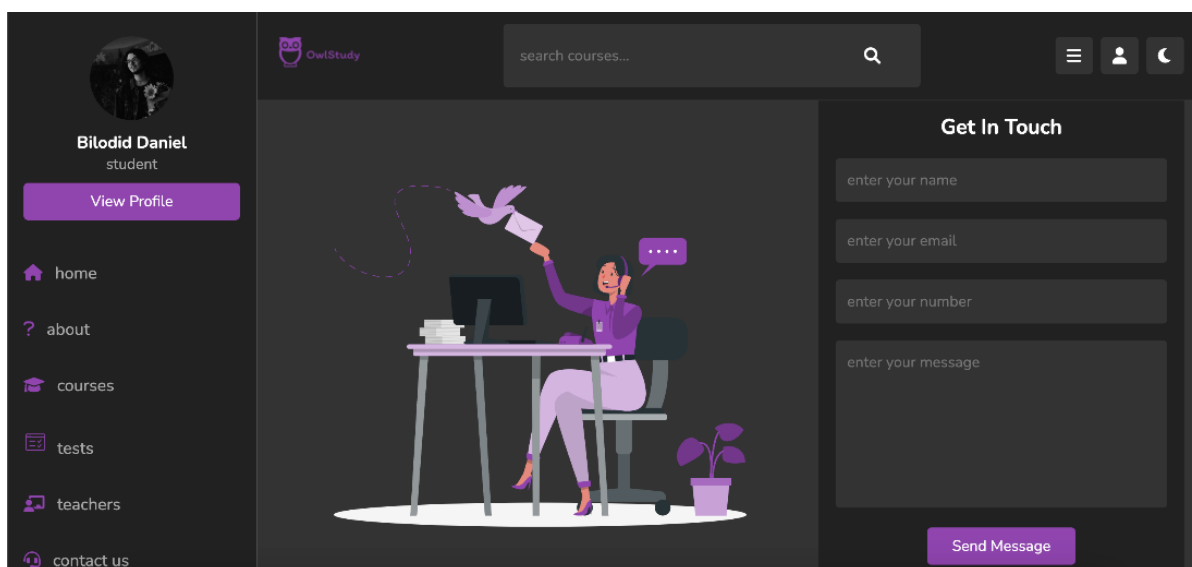 Bilodid Daniel
student
View Profile
home
? about
courses
tests
teachers
contact us
OwlStudy
search courses...
Get In Touch
enter your name
enter your email
enter your number
enter your message
Send Message